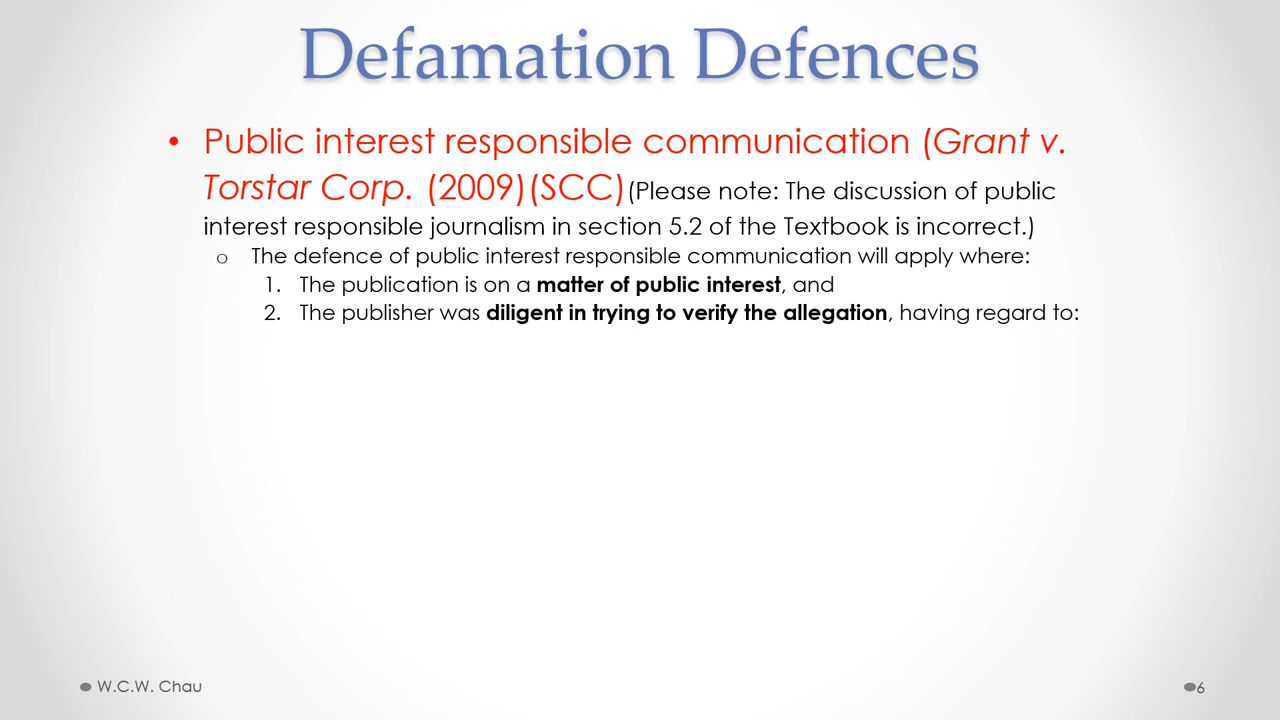 Defamation Defences
• Public interest responsible communication (Grant v.
Torstar Corp. (2009)(SCC)(Please note: The discussion of public
interest responsible journalism in section 5.2 of the Textbook is incorrect.)
o The defence of public interest responsible communication will apply where:
1. The publication is on a matter of public interest, and
2. The publisher was diligent in trying to verify the allegation, having regard to:
W.C.W. Chau
6